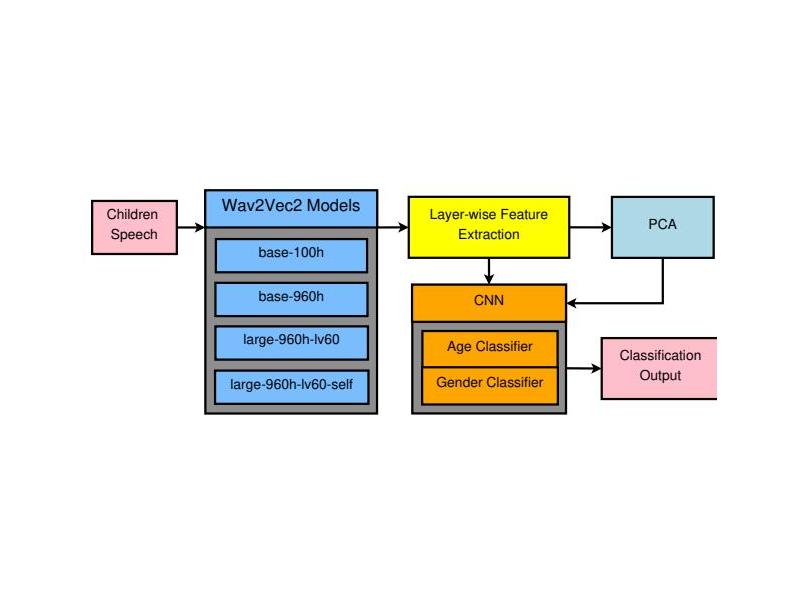 Children
Speech
Wav2Vec2 Models
base-100h
base-960h
large-960h-lv60
large-960h-lv60-self
Layer-wise Feature
Extraction
PCA
CNN
Age Classifier
Gender Classifier
Classification
Output